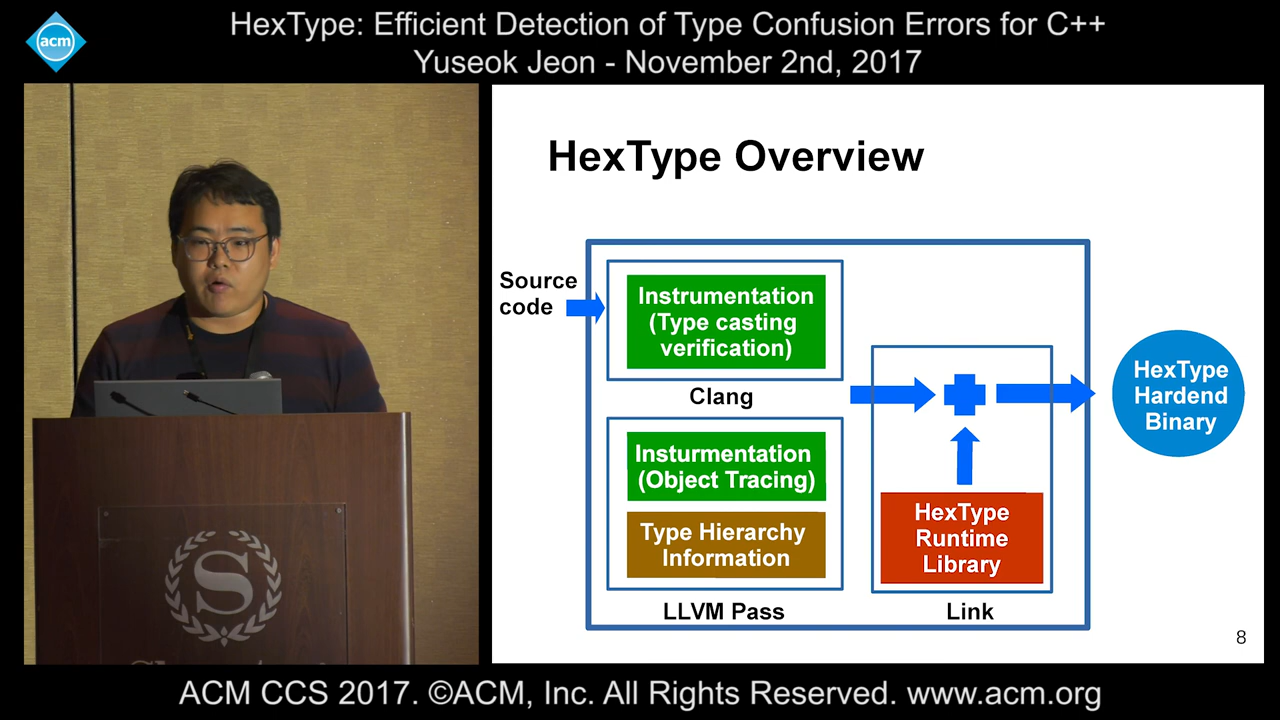 acm
HexType: Efficient Detection of Type Confusion Errors for C++
Yuseok Jeon - November 2nd, 2017
HexType Overview
Source
code
Instrumentation
(Type casting
verification)
Clang
Insturmentation
(Object Tracing)
Type Hierarchy
Information
LLVM Pass
HexType
Runtime
Library
Link
HexType
Hardend
Binary
8
S
ACM CCS 2017. ©ACM, Inc. All Rights Reserved. www.acm.org